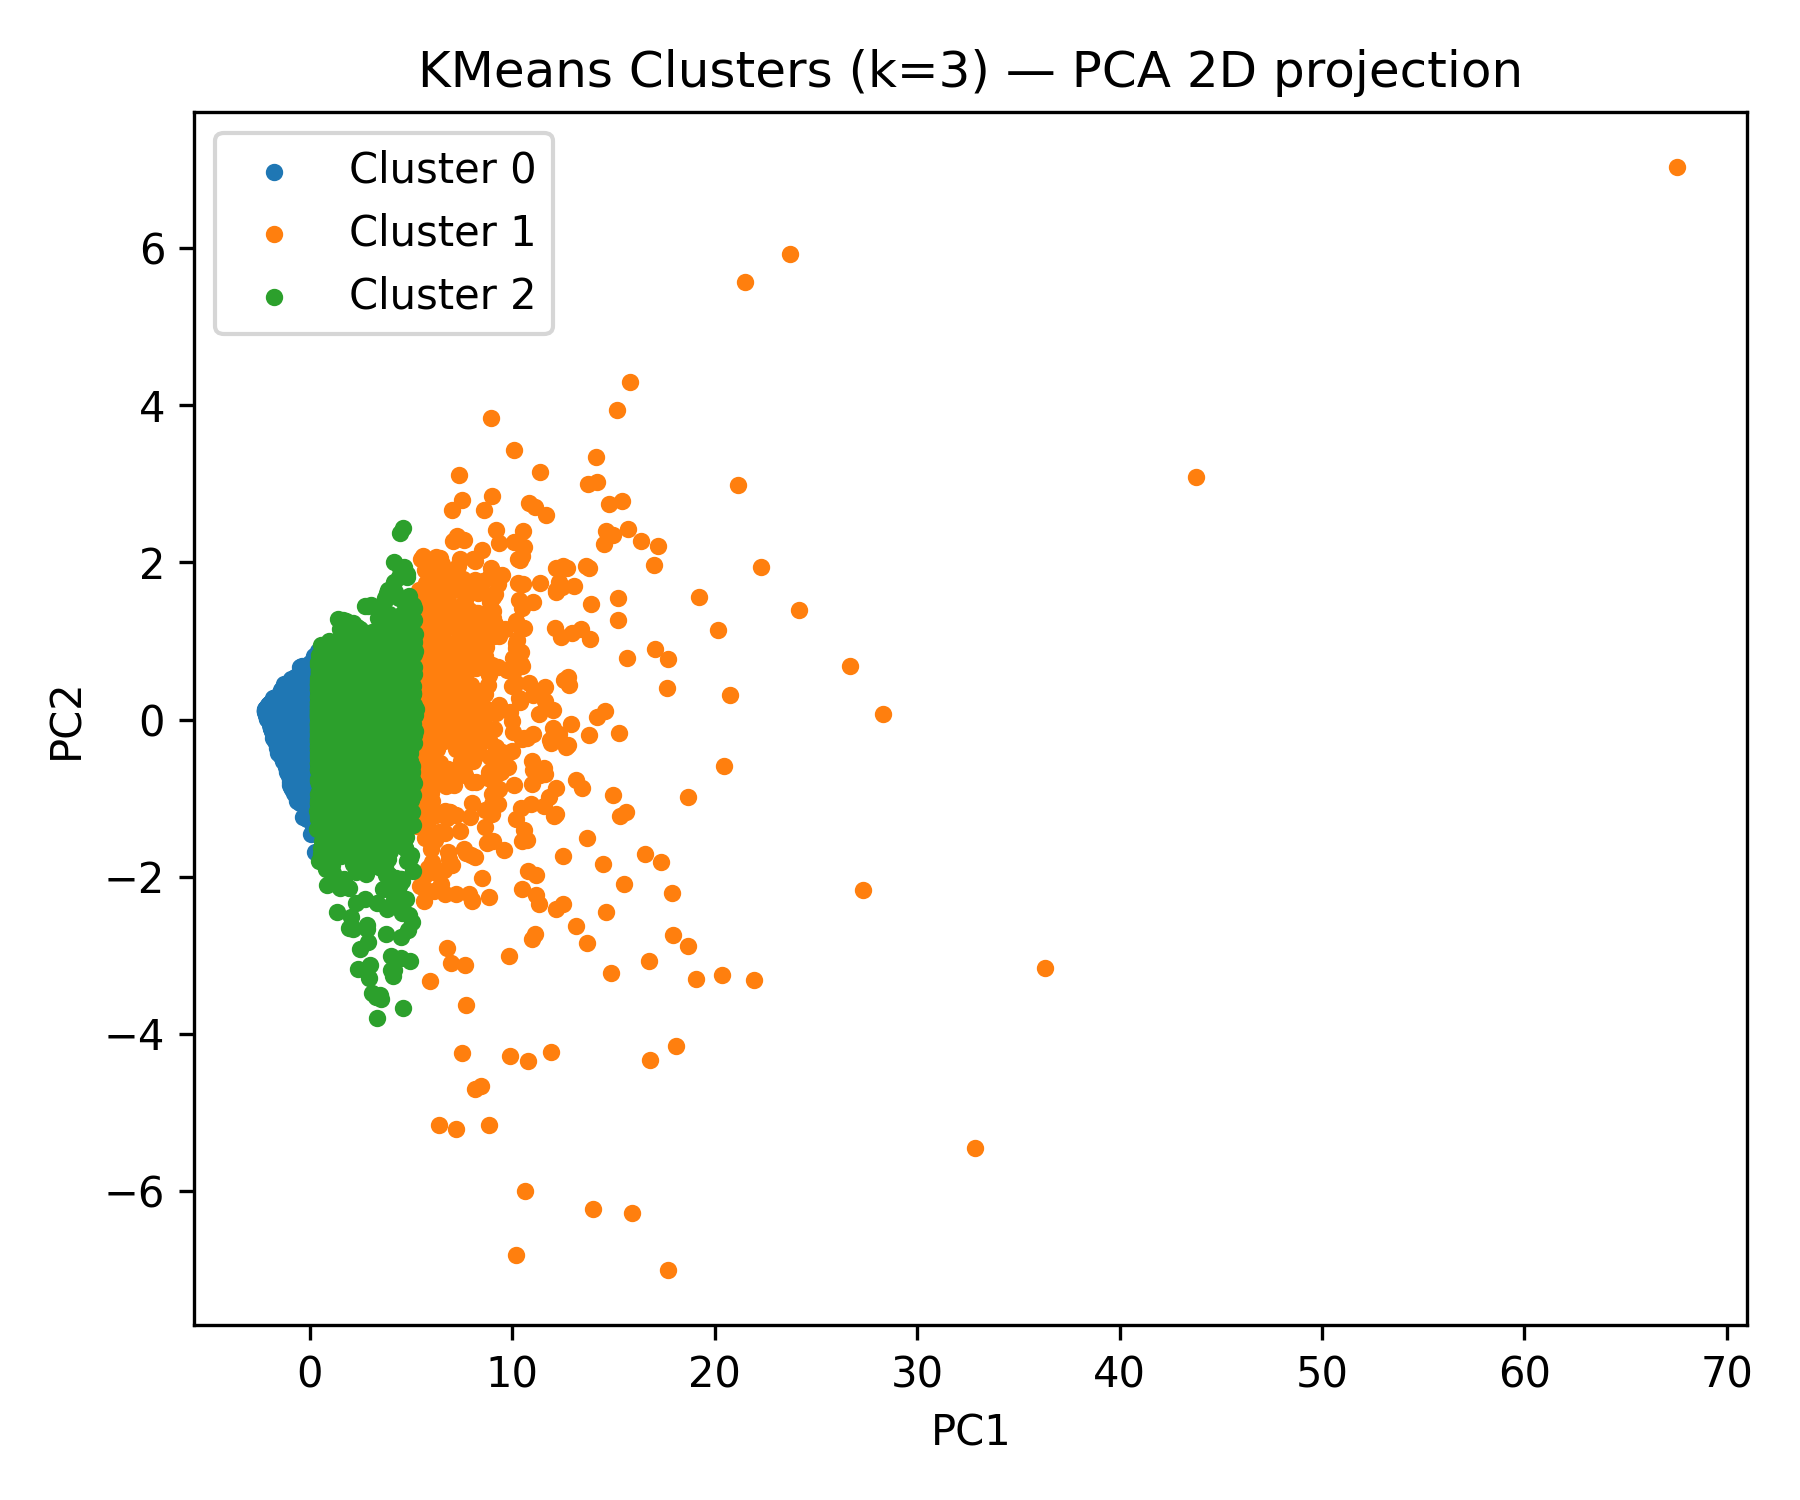 KMeans Clusters (k=3) — PCA 2D projection
Cluster 0
Cluster 1
Cluster 2
6
4
2
0
−2
−4
−6
PC2
0 10 20 30 40 50 60 70
PC1